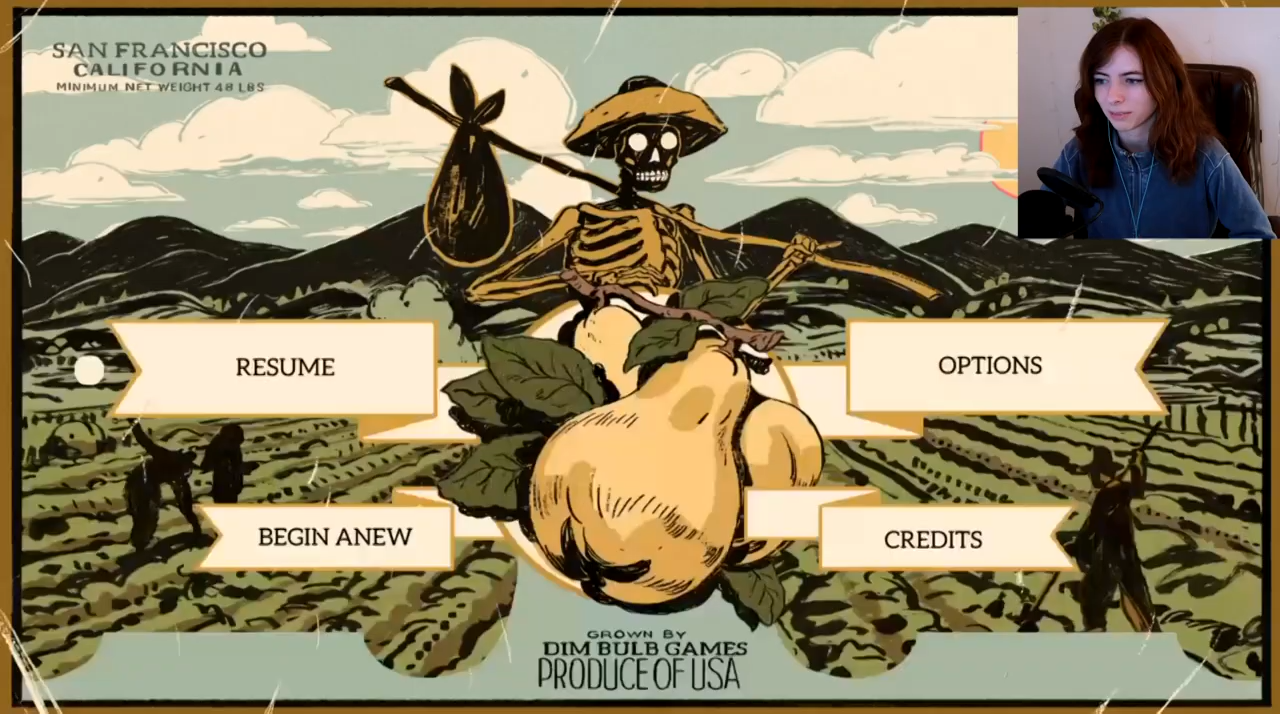 SAN FRANCISCO
CALIFORNIA
MINIMUM NET WEIGHT 48 LBS
RESUME
OPTIONS
BEGIN ANEW
CREDITS
GROWN BY
DIM BULB GAMES
PRODUCE OF USA